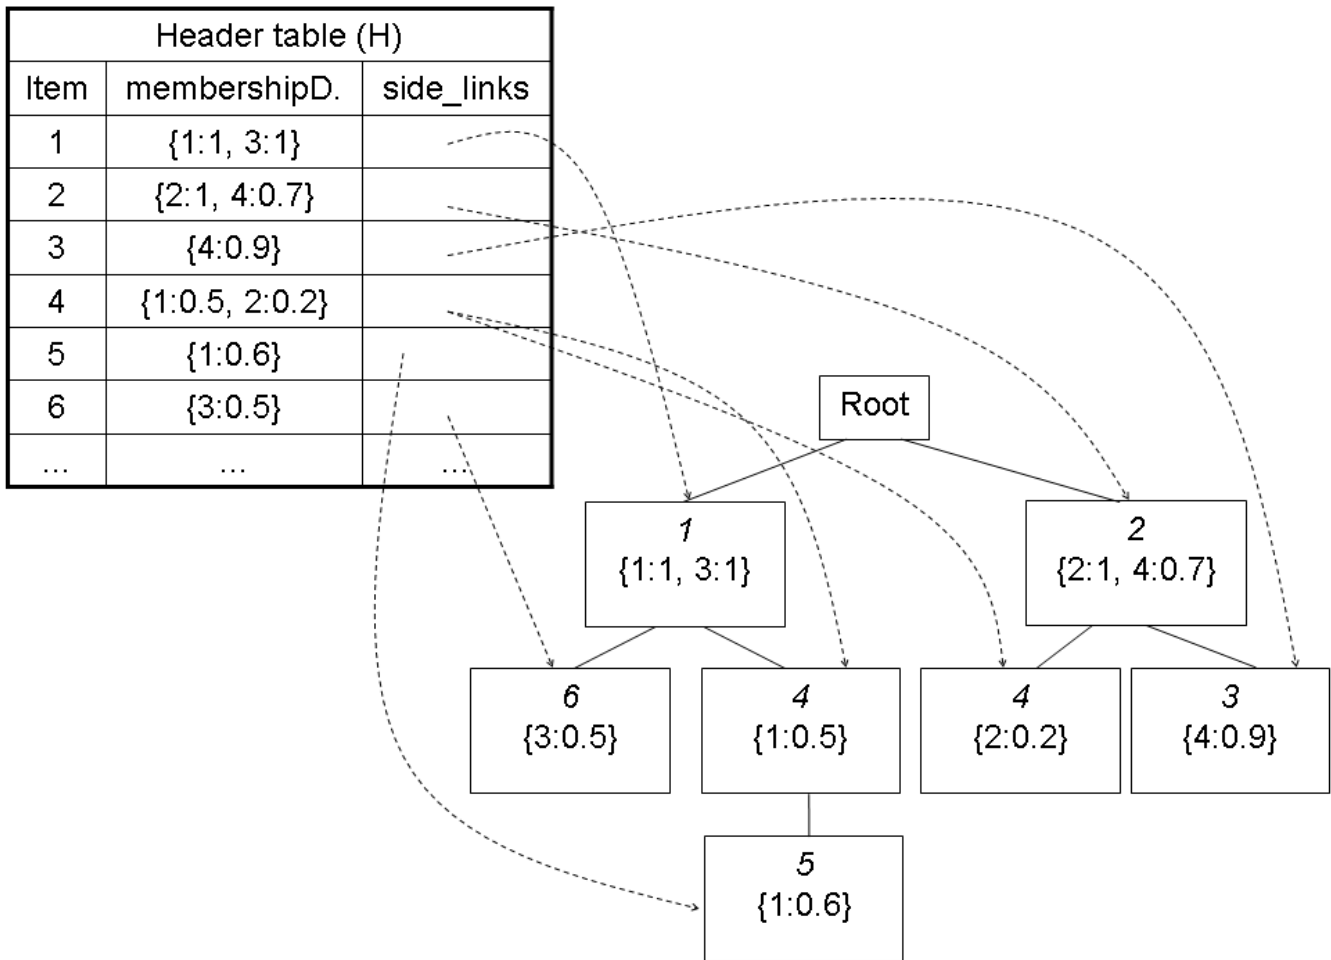 Header table (H)
Item membershipD. side_links
1 {1:1, 3:1}
2 {2:1, 4:0.7}
3 {4:0.9}
4 {1:0.5, 2:0.2}
5 {1:0.6}
6 {3:0.5}
... ... ...
Root
1
{1:1, 3:1}
2
{2:1, 4:0.7}
6
{3:0.5}
4
{1:0.5}
4
{2:0.2}
3
{4:0.9}
5
{1:0.6}